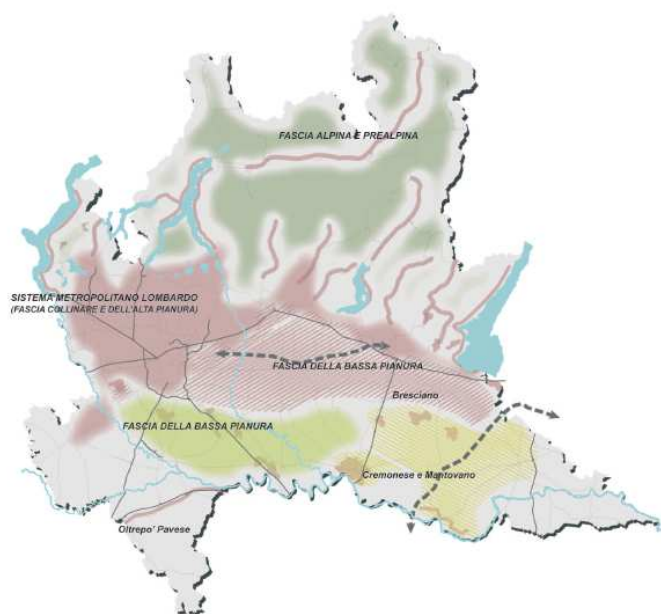 FASCIA ALPINA E PREALPINA
SISTEMA METROPOLITANO LOMBARDO
(FASCIA COLLINARE E DELL'ALTA PIANURA)
FASCIA DELLA BASSA PIANURA
Bresciano
FASCIA DELLA BASSA PIANURA
Cremonese e Mantovano
Oltrepo' Pavese